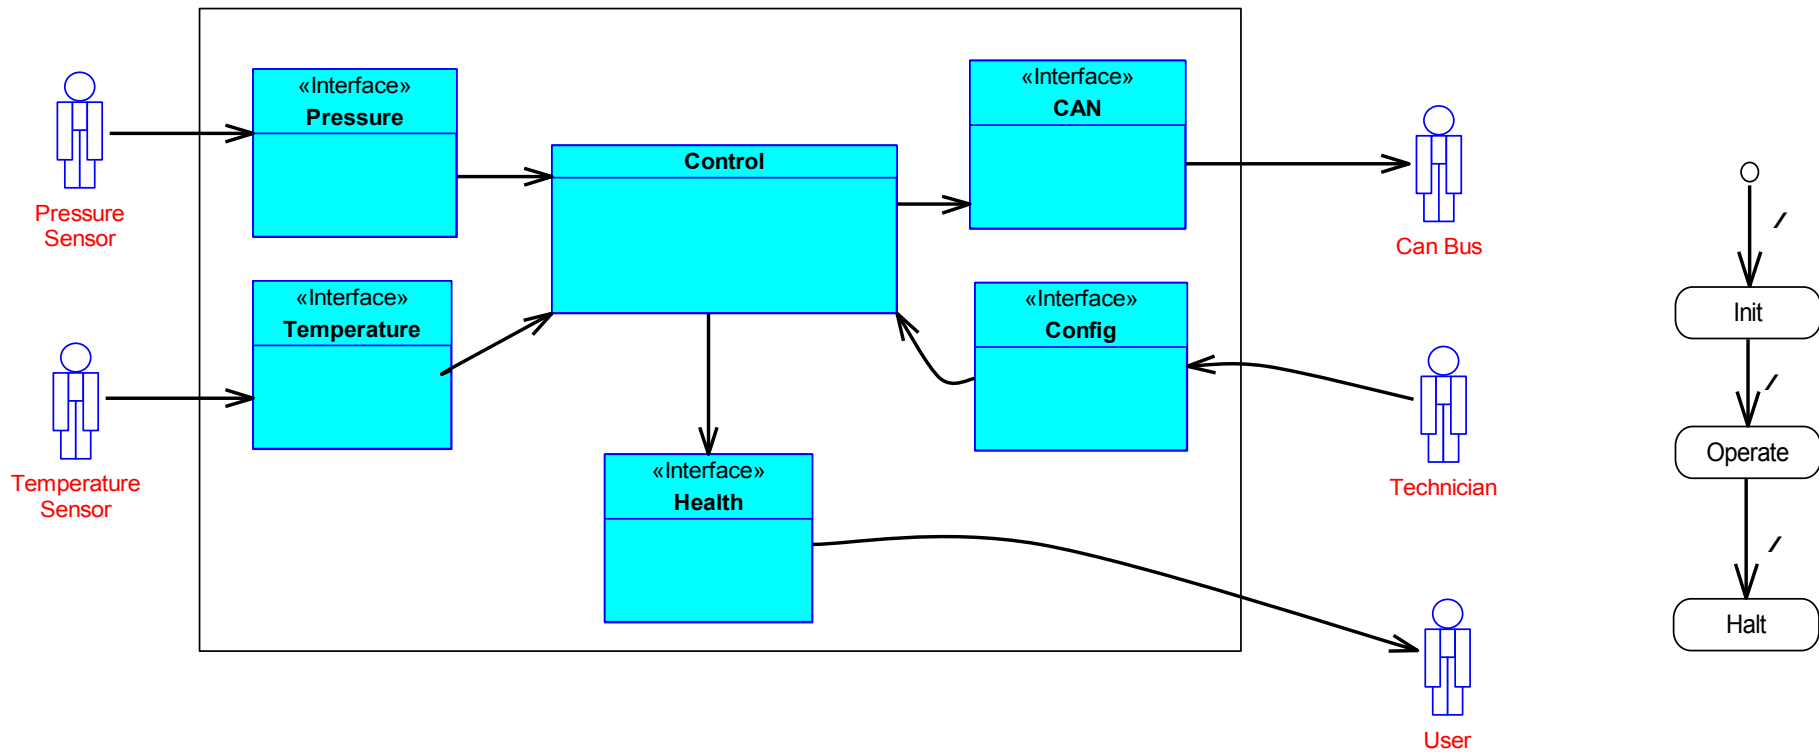 «Interface»
Pressure
Pressure
Sensor
«Interface»
Temperature
Temperature
Sensor
Control
«Interface»
Health
«Interface»
CAN
Can Bus
«Interface»
Config
Technician
User
Init
Operate
Halt